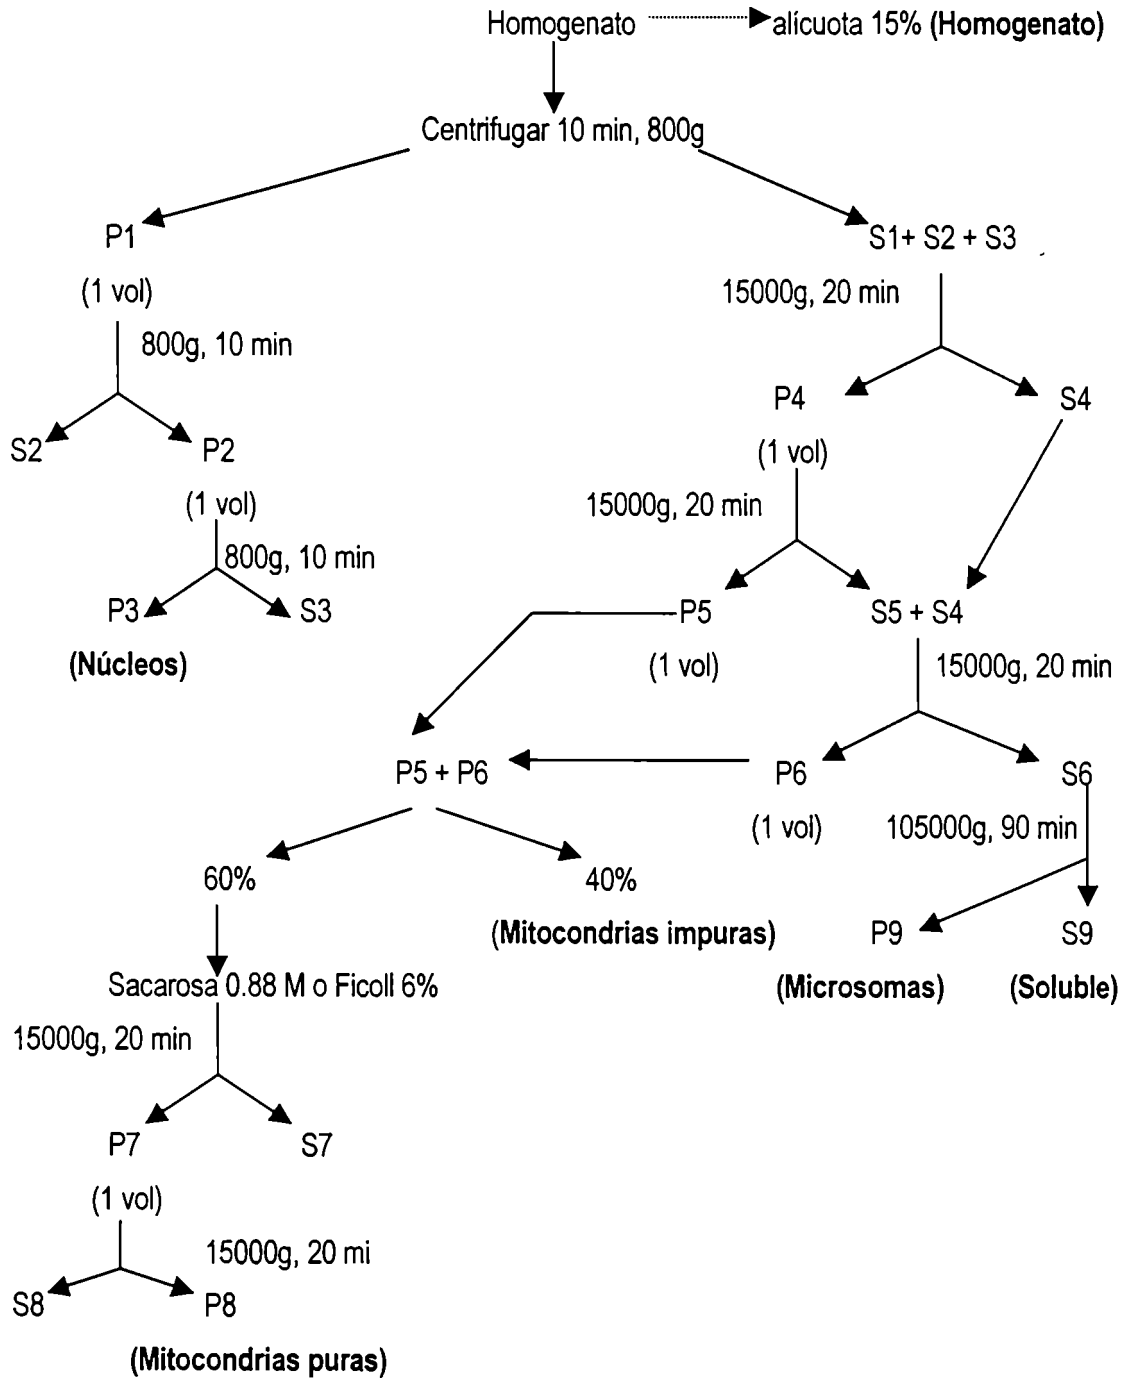 Homogenato alícuota 15% (Homogenato)
Centrifugar 10 min, 800g
P1 S1+ S2 + S3
(1 vol) 15000g, 20 min
800g, 10 min
P4 S4
S2 P2
(1 vol)
(1 vol) 15000g, 20 min
800g, 10 min
P3 S3 P5 S5 + S4
(Núcleos) (1 vol) 15000g, 20 min
P5 + P6 P6 S6
(1 vol) 105000g, 90 min
60% 40%
(Mitocondrias impuras) P9 S9
Sacarosa 0.88 M o Ficoll 6% (Microsomas) (Soluble)
15000g, 20 min
P7 S7
(1 vol)
15000g, 20 mi
S8 P8
(Mitocondrias puras)